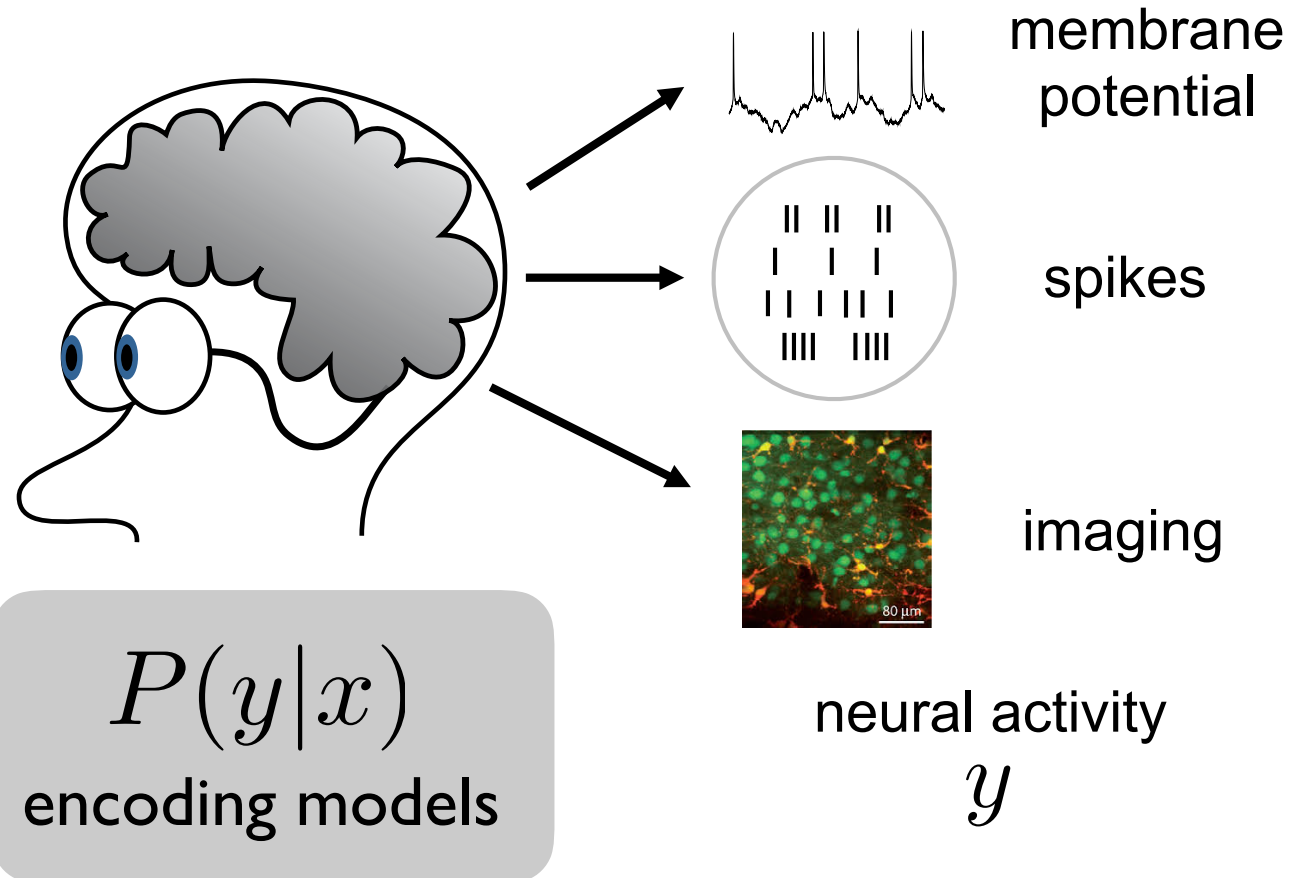 membrane
potential
spikes
imaging
80 μm
P(y|x)
encoding models
neural activity
y